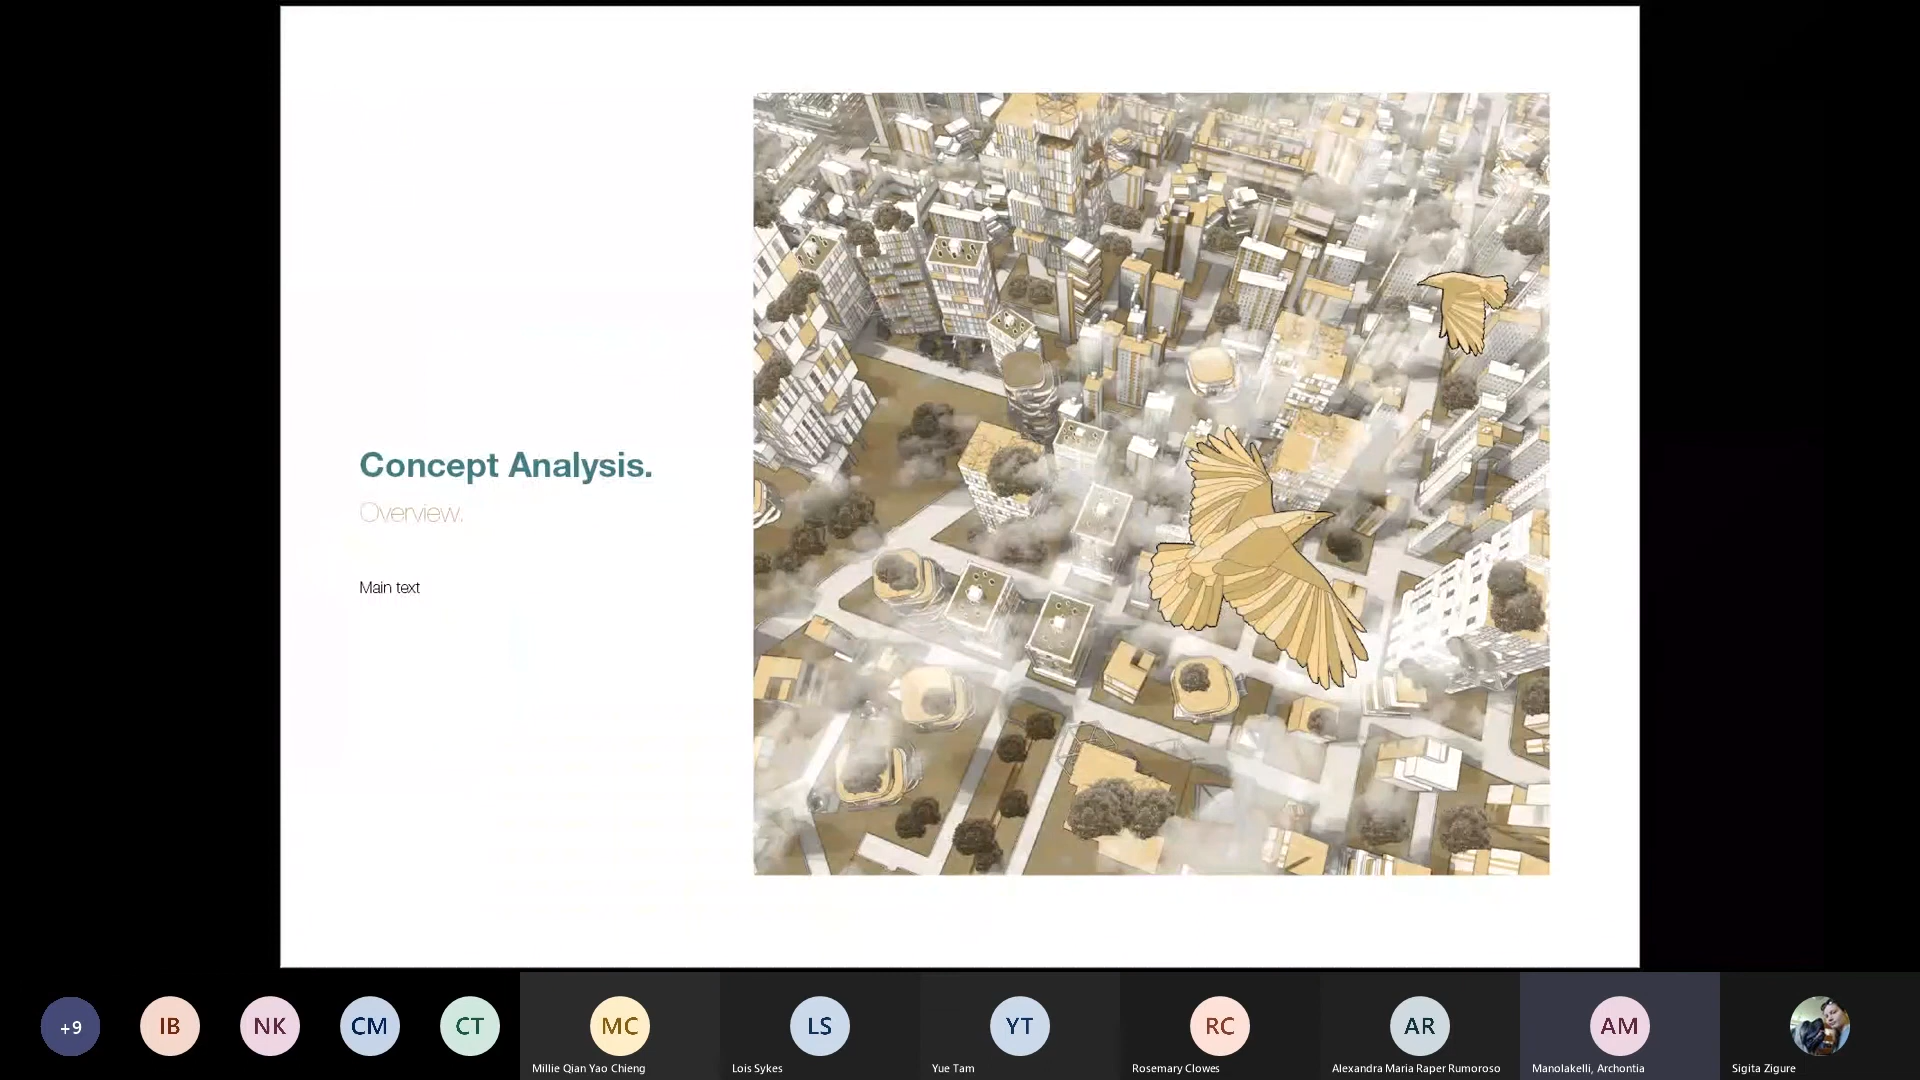 Concept Analysis.
Overview.
Main text
+9
IB
NK
CM
CT
MC
LS
YT
RC
AR
AM
Millie Qian Yao Chieng
Lois Sykes
Yue Tam
Rosemary Clowes
Alexandra Maria Raper Rumoroso
Manolakelli, Archontia
Sigita Zigure